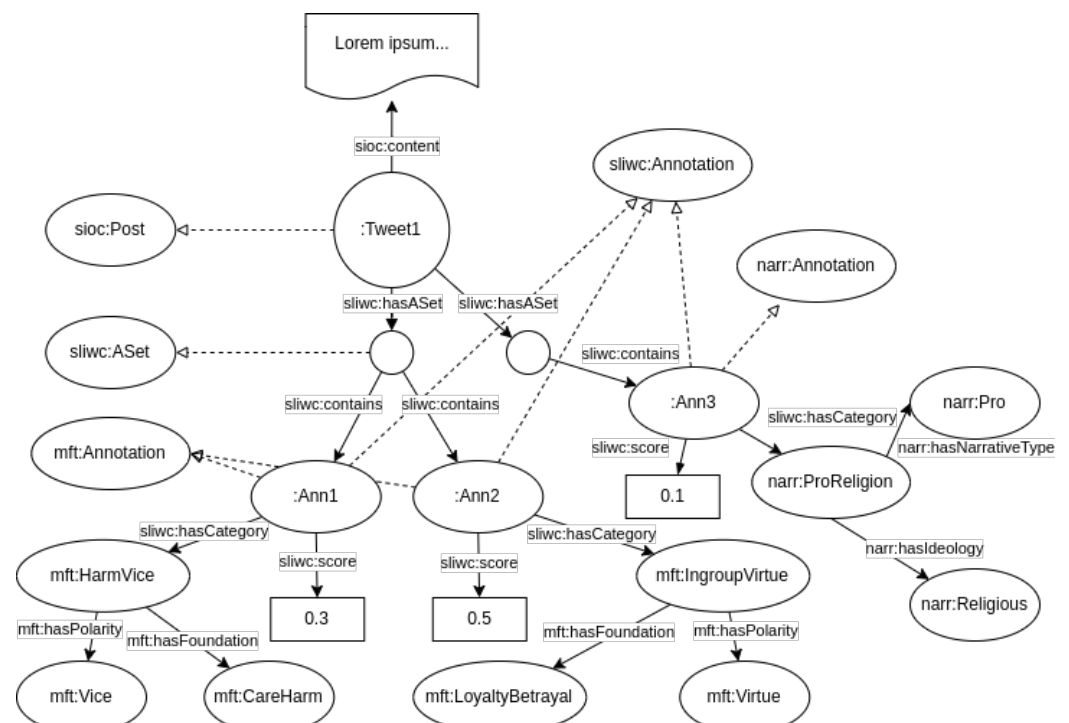 Lorem ipsum...
sioc:content
sliwc:Annotation
sioc:Post
:Tweet1
narr:Annotation
sliwc:hasASet
sliwc:hasASet
sliwc:ASet
sliwc:contains
sliwc:contains
sliwc:contains
:Ann3
narr:Pro
sliwc:hasCategory
mft:Annotation
sliwc:score
narr:hasNarrativeType
narr:ProReligion
:Ann1
:Ann2
0.1
sliwc:hasCategory
sliwc:hasCategory
sliwc:score
sliwc:score
narr:hasIdeology
mft:HarmVice
mft:IngroupVirtue
0.3
0.5
narr:Religious
mft:hasPolarity
mft:hasFoundation
mft:hasFoundation
mft:hasPolarity
mft:Vice
mft:CareHarm
mft:LoyaltyBetrayal
mft:Virtue